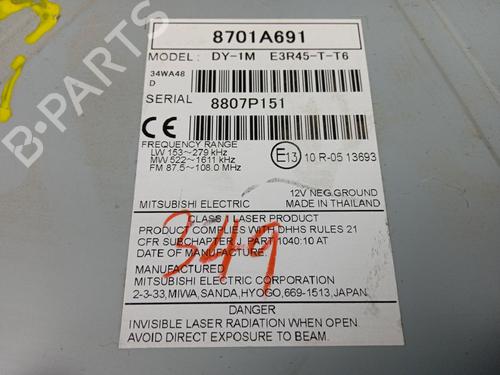 8701A691
MODEL: DY-1M E3R45-T-T6
34WA48
D
SERIAL 8807P151
CE
FREQUENCY RANGE
LW 153~279 kHz
MW 522~1611 kHz
FM 87.5~108.0 MHz
E13 10 R-05 13693
12V NEG.GROUND
MITSUBISHI ELECTRIC MADE IN THAILAND
CLASS 1 LASER PRODUCT
PRODUCT COMPLIES WITH DHHS RULES 21
CFR SUBCHAPTER J, PART 1040:10 AT
DATE OF MANUFACTURE.
MANUFACTURED
MITSUBISHI ELECTRIC CORPORATION
2-3-33,MIWA,SANDA,HYOGO,669-1513,JAPAN
349
DANGER
INVISIBLE LASER RADIATION WHEN OPEN.
AVOID DIRECT EXPOSURE TO BEAM.
B-PARTS